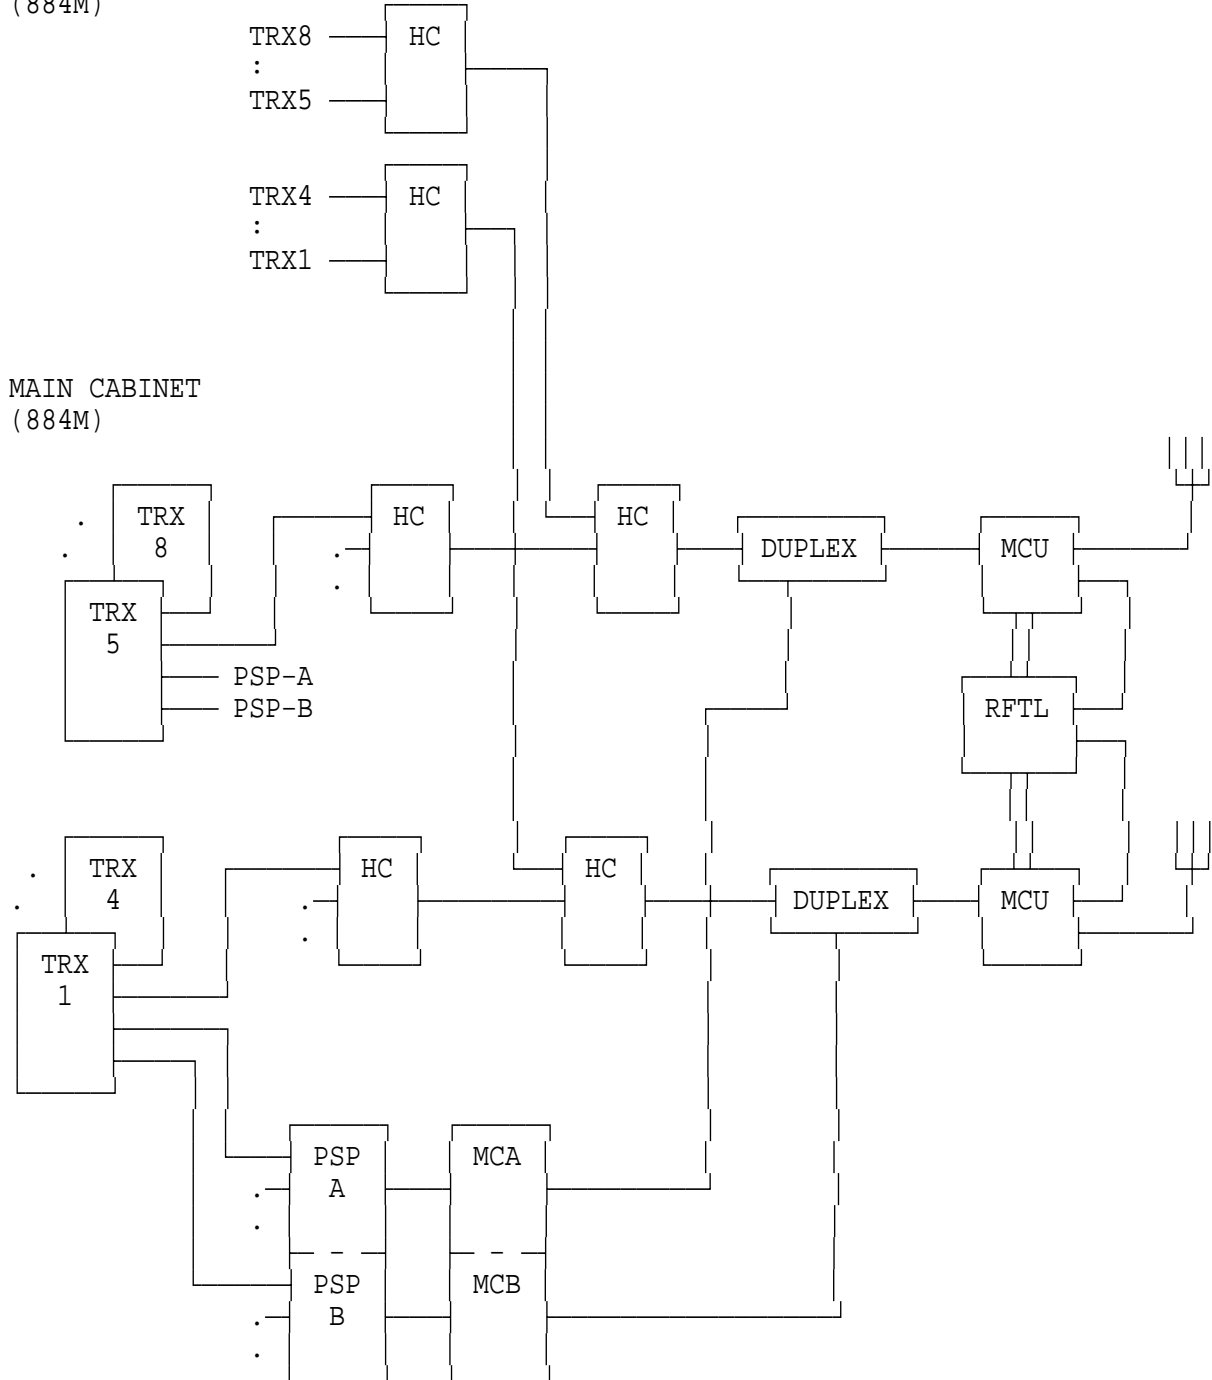 (884M)
TRX8 HC
:
TRX5
TRX4 HC
:
TRX1
MAIN CABINET
(884M)
. TRX HC HC
. 8 . DUPLEX MCU
.
TRX
5
PSP-A
PSP-B RFTL
. TRX HC HC
. 4 . DUPLEX MCU
.
TRX
1
PSP MCA
. A
.
- -
PSP MCB
. B
.